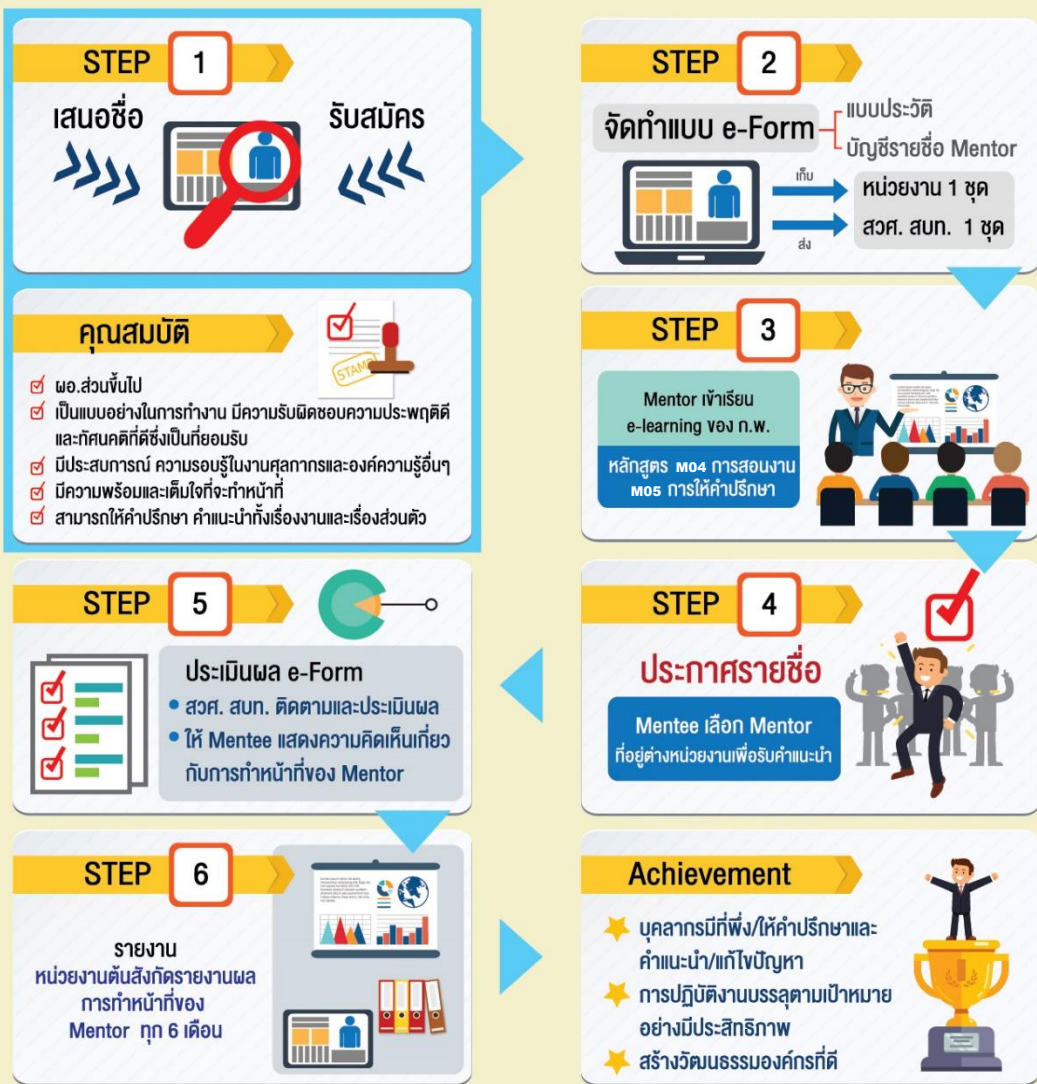 STEP 1
เสนอชื่อ
รับสมัคร
คุณสมบัติ
STAMP
ผอ.ส่วนขึ้นไป
เป็นแบบอย่างในการทำงาน มีความรับผิดชอบความประพฤติดี
และทัศนคติที่ดีซึ่งเป็นที่ยอมรับ
มีประสบการณ์ ความรอบรู้ในงานศุลกากรและองค์ความรู้อื่นๆ
มีความพร้อมและเต็มใจที่จะทำหน้าที่
สามารถให้คำปรึกษา คำแนะนำทั้งเรื่องงานและเรื่องส่วนตัว
STEP 2
จัดทำแบบ e-Form
แบบประวัติ
บัญชีรายชื่อ Mentor
เก็บ
หน่วยงาน 1 ชุด
ส่ง
สวศ. สบท. 1 ชุด
STEP 3
Mentor เข้าเรียน
e-learning ของ ก.พ.
หลักสูตร M04 การสอนงาน
M05 การให้คำปรึกษา
STEP 4
ประกาศรายชื่อ
Mentee เลือก Mentor
ที่อยู่ต่างหน่วยงานเพื่อรับคำแนะนำ
STEP 5
ประเมินผล e-Form
สวศ. สบท. ติดตามและประเมินผล
ให้ Mentee แสดงความคิดเห็นเกี่ยว
กับการทำหน้าที่ของ Mentor
STEP 6
รายงาน
หน่วยงานต้นสังกัดรายงานผล
การทำหน้าที่ของ
Mentor ทุก 6 เดือน
Achievement
บุคลากรมีที่พึ่ง/ให้คำปรึกษาและ
คำแนะนำ/แก้ไขปัญหา
การปฏิบัติงานบรรลุตามเป้าหมาย
อย่างมีประสิทธิภาพ
สร้างวัฒนธรรมองค์กรที่ดี